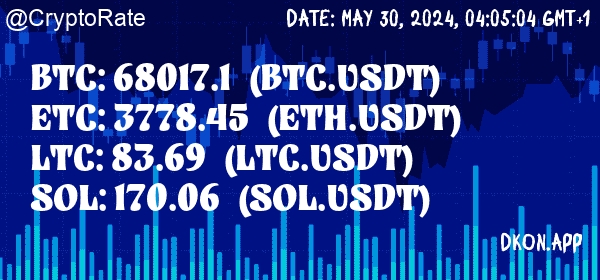 @CryptoRate
DATE: MAY 30, 2024, 04:05:04 GMT+1
BTC: 68017.1 (BTC.USDT)
ETC: 3778.45 (ETH.USDT)
LTC: 83.69 (LTC.USDT)
SOL: 170.06 (SOL.USDT)
DKON.APP